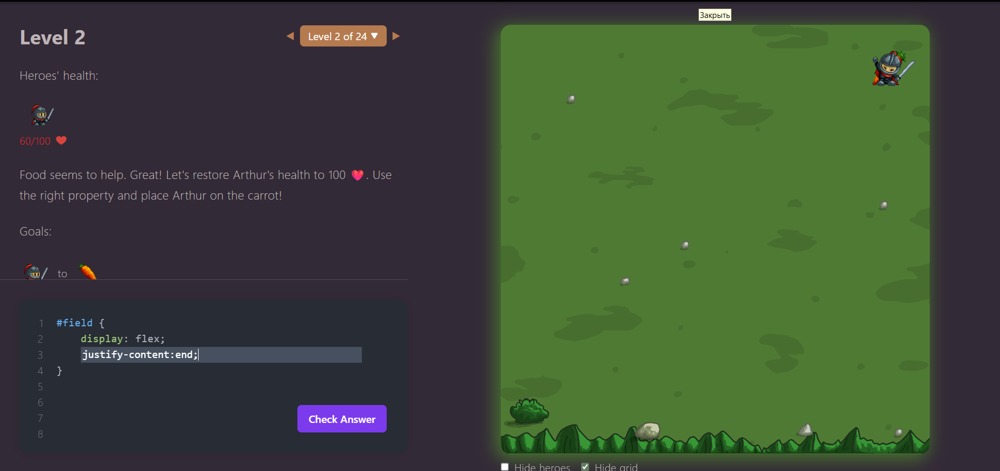 Закрыть
Level 2
Level 2 of 24 ▼
Heroes' health:
60/100
Food seems to help. Great! Let's restore Arthur's health to 100 💗. Use
the right property and place Arthur on the carrot!
Goals:
to
1 #field {
2 display: flex;
3 justify-content:end;
4 }
5
6
7
8
Check Answer
Hide heroes
Hide grid